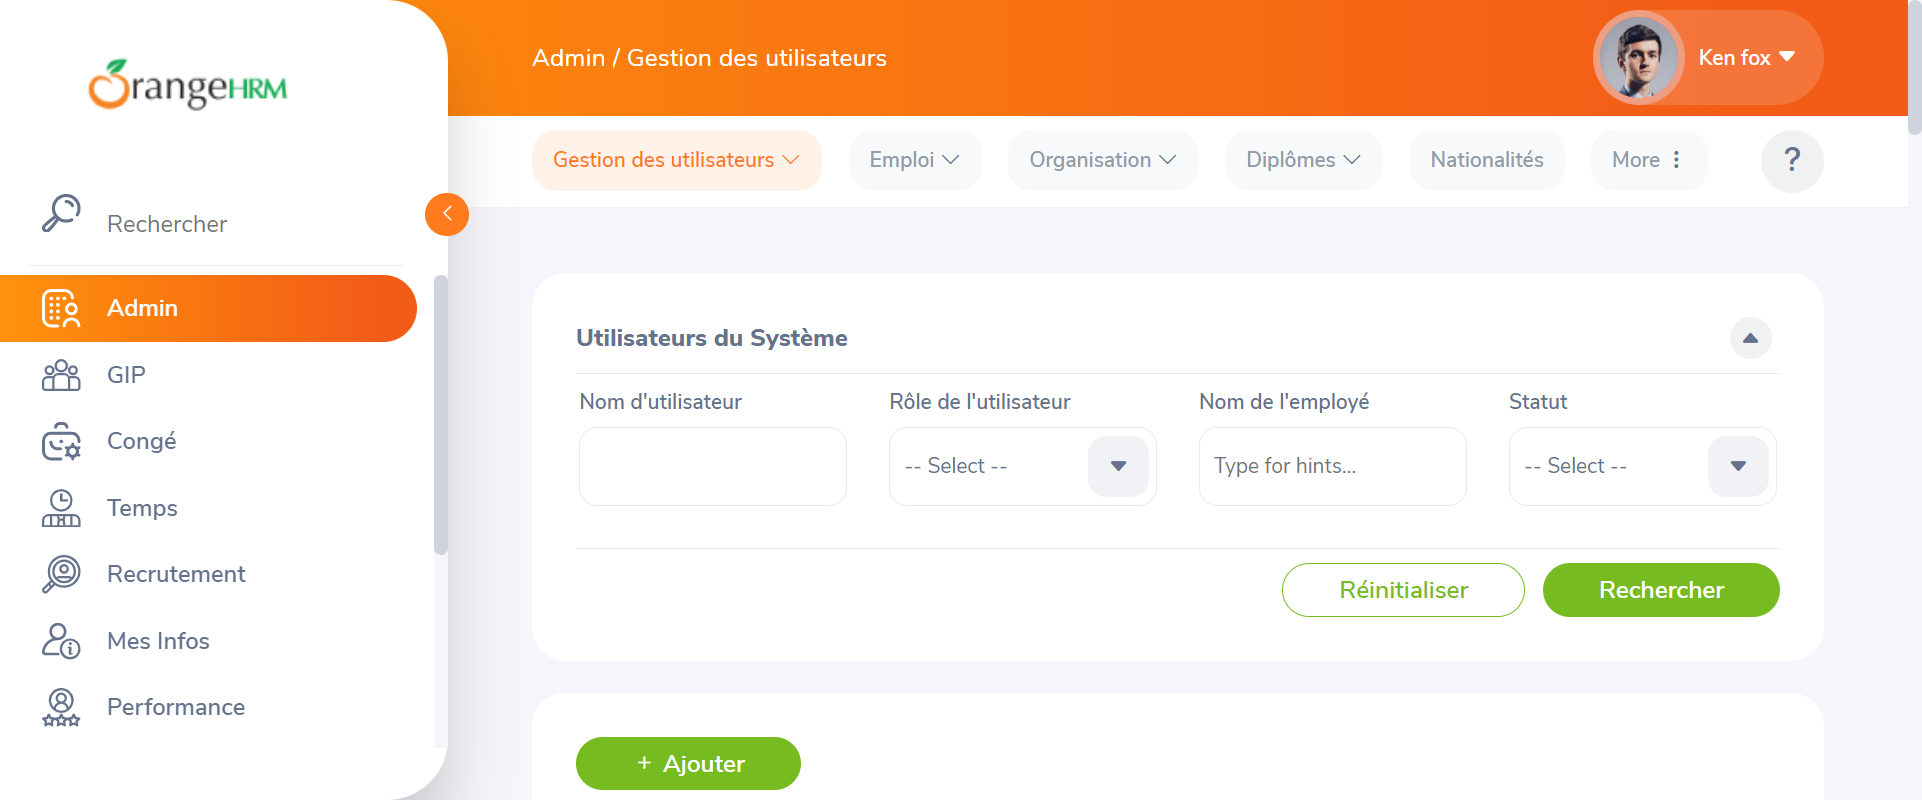 OrangeHRM
Rechercher
Admin
GIP
Congé
Temps
Recrutement
Mes Infos
Performance
Admin / Gestion des utilisateurs
Ken fox
Gestion des utilisateurs
Emploi
Organisation
Diplômes
Nationalités
More
?
Utilisateurs du Système
Nom d'utilisateur
Rôle de l'utilisateur
Nom de l'employé
Statut
-- Select --
Type for hints...
-- Select --
Réinitialiser
Rechercher
+ Ajouter